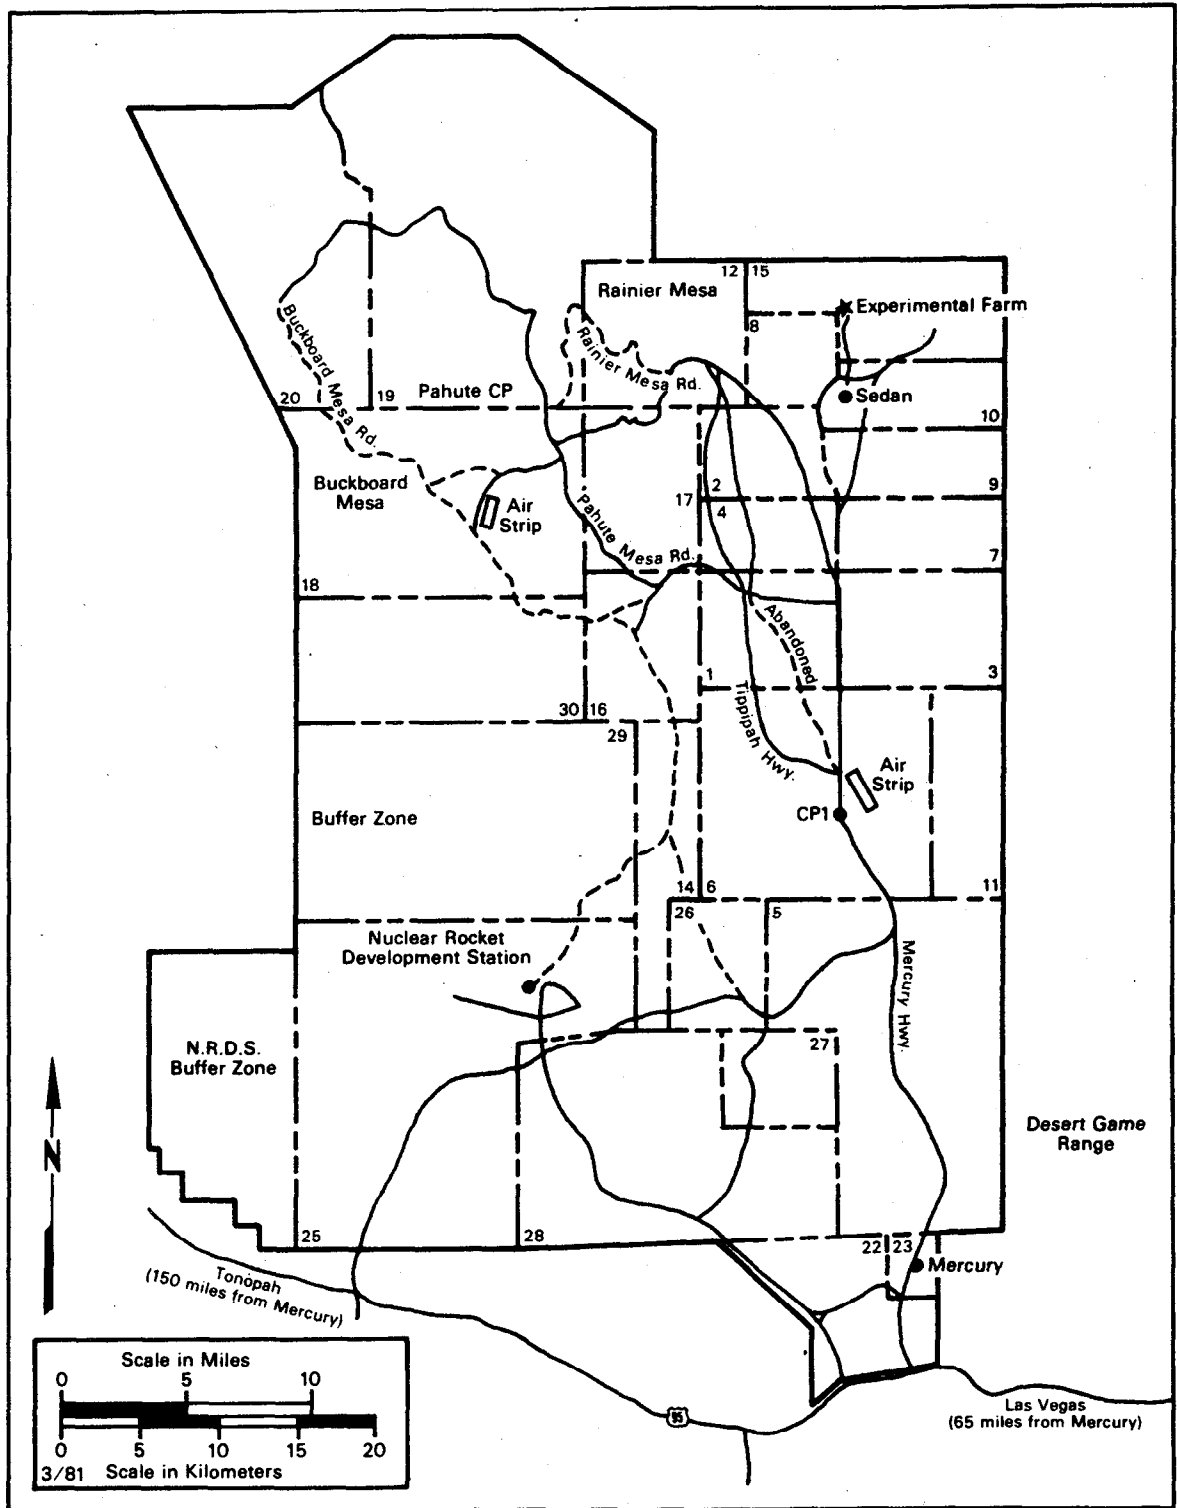 12
15
Rainier Mesa
Experimental Farm
8
Buckboard Mesa Rd.
Rainier Mesa Rd.
20
19
Pahute CP
Sedan
10
Buckboard
Mesa
Air
Strip
17
2
4
9
Pahute Mesa Rd.
7
18
Abandoned
1
3
Tippipah Hwy.
30
16
29
Air
Strip
Buffer Zone
CP1
14
6
11
26
5
Nuclear Rocket
Development Station
Mercury Hwy.
N.R.D.S.
Buffer Zone
27
N
Desert Game
Range
25
28
22
23
Mercury
Tonopah
(150 miles from Mercury)
Scale in Miles
0 5 10
0 5 10 15 20
3/81 Scale in Kilometers
95
Las Vegas
(65 miles from Mercury)